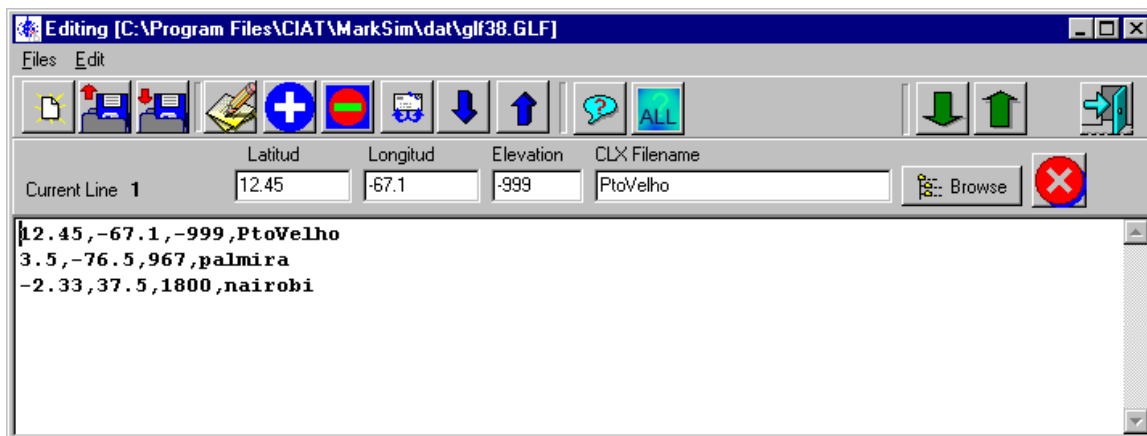 Editing [C:\Program Files\CIAT\MarkSim\dat\glf38.GLF]
Files Edit
ALL
Latitud Longitud Elevation CLX Filename
Current Line 1 12.45 -67.1 -999 PtoVelho Browse
12.45,-67.1,-999,PtoVelho
3.5,-76.5,967,palmira
-2.33,37.5,1800,nairobi